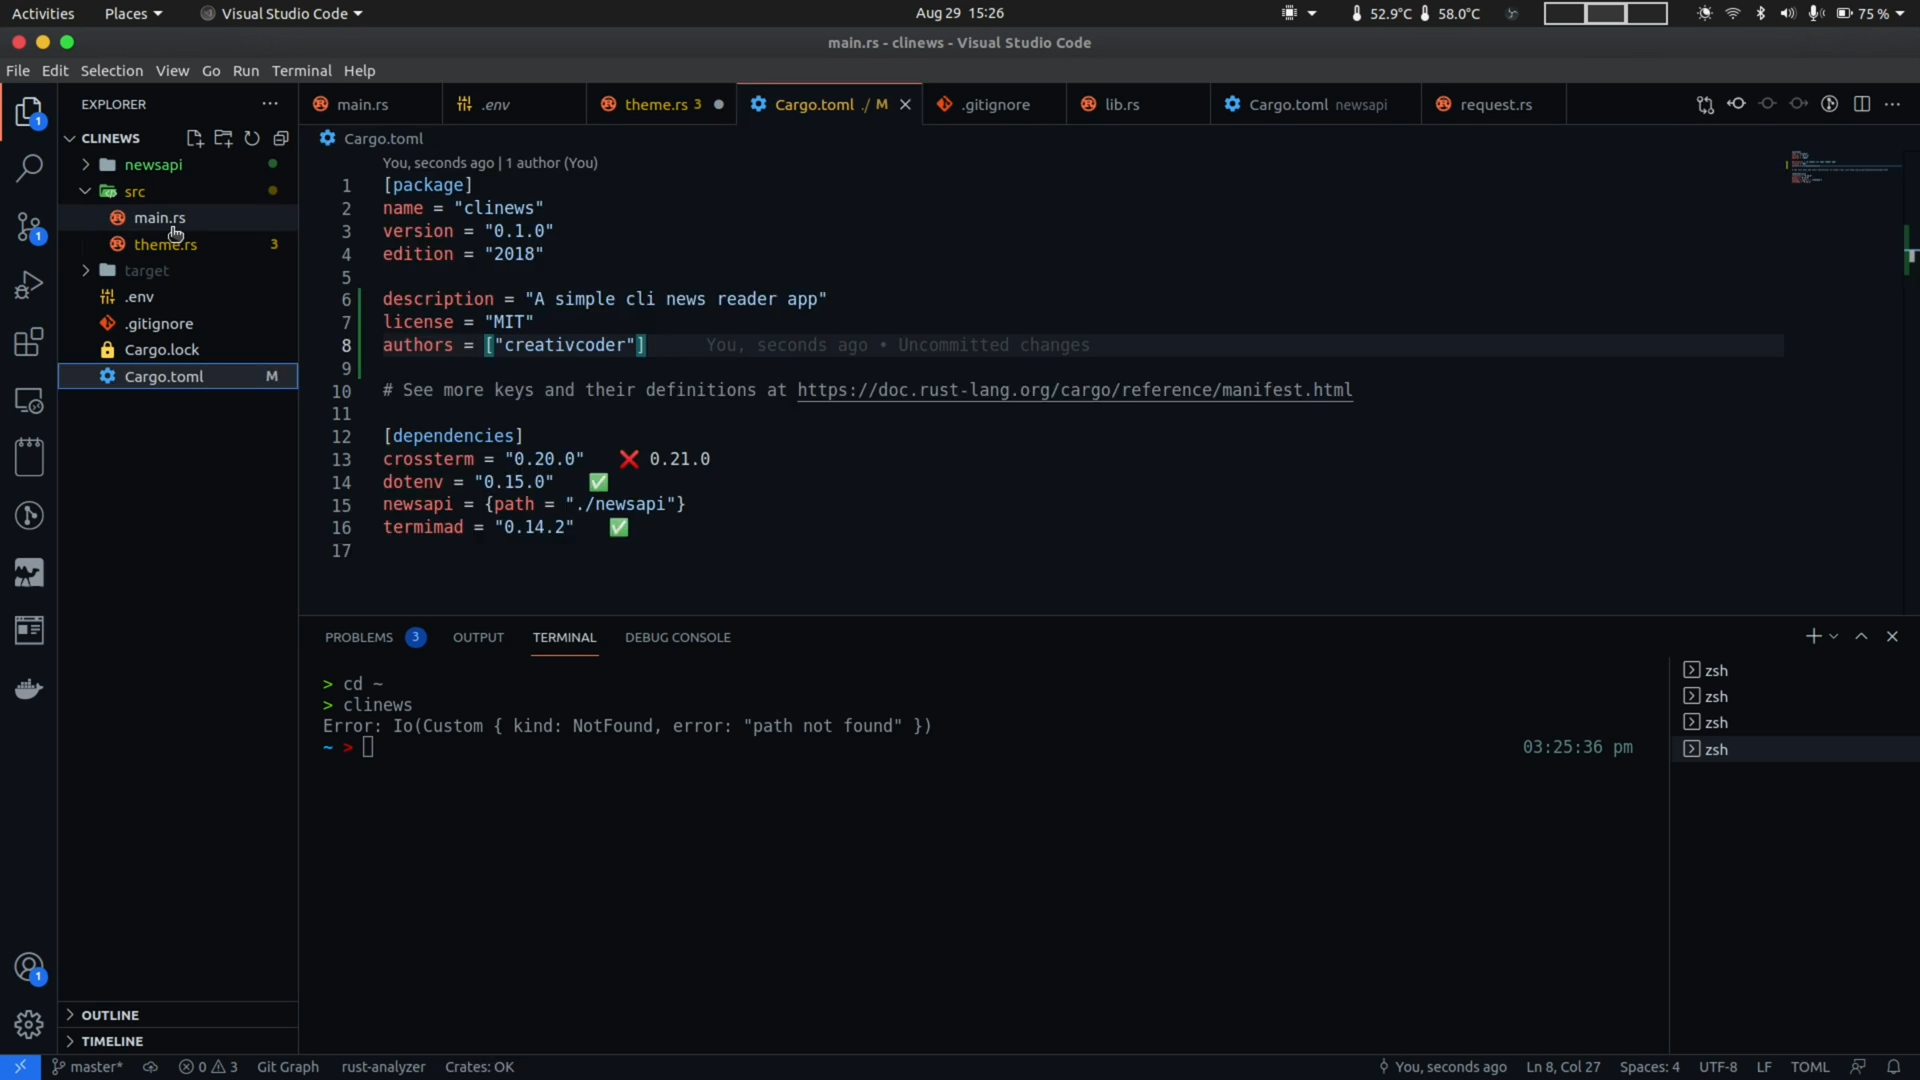 Activities Places Visual Studio Code Aug 29 15:26 52.9°C 58.0°C 75 %
main.rs - clinews - Visual Studio Code
File Edit Selection View Go Run Terminal Help
EXPLORER
CLINEWS
newsapi
src
main.rs
theme.rs 3
target
.env
.gitignore
Cargo.lock
Cargo.toml M
OUTLINE
TIMELINE
1
1
1
main.rs .env theme.rs 3 Cargo.toml ./ M .gitignore lib.rs Cargo.toml newsapi request.rs
Cargo.toml
You, seconds ago | 1 author (You)
1 [package]
2 name = "clinews"
3 version = "0.1.0"
4 edition = "2018"
5
6 description = "A simple cli news reader app"
7 license = "MIT"
8 authors = ["creativcoder"] You, seconds ago • Uncommitted changes
9
10 # See more keys and their definitions at https://doc.rust-lang.org/cargo/reference/manifest.html
11
12 [dependencies]
13 crossterm = "0.20.0" ❌ 0.21.0
14 dotenv = "0.15.0" ✅
15 newsapi = {path = "./newsapi"}
16 termimad = "0.14.2" ✅
17
PROBLEMS 3 OUTPUT TERMINAL DEBUG CONSOLE
> cd ~
> clinews
Error: Io(Custom { kind: NotFound, error: "path not found" })
~ > 03:25:36 pm
zsh
zsh
zsh
zsh
master* 0 3 Git Graph rust-analyzer Crates: OK You, seconds ago Ln 8, Col 27 Spaces: 4 UTF-8 LF TOML